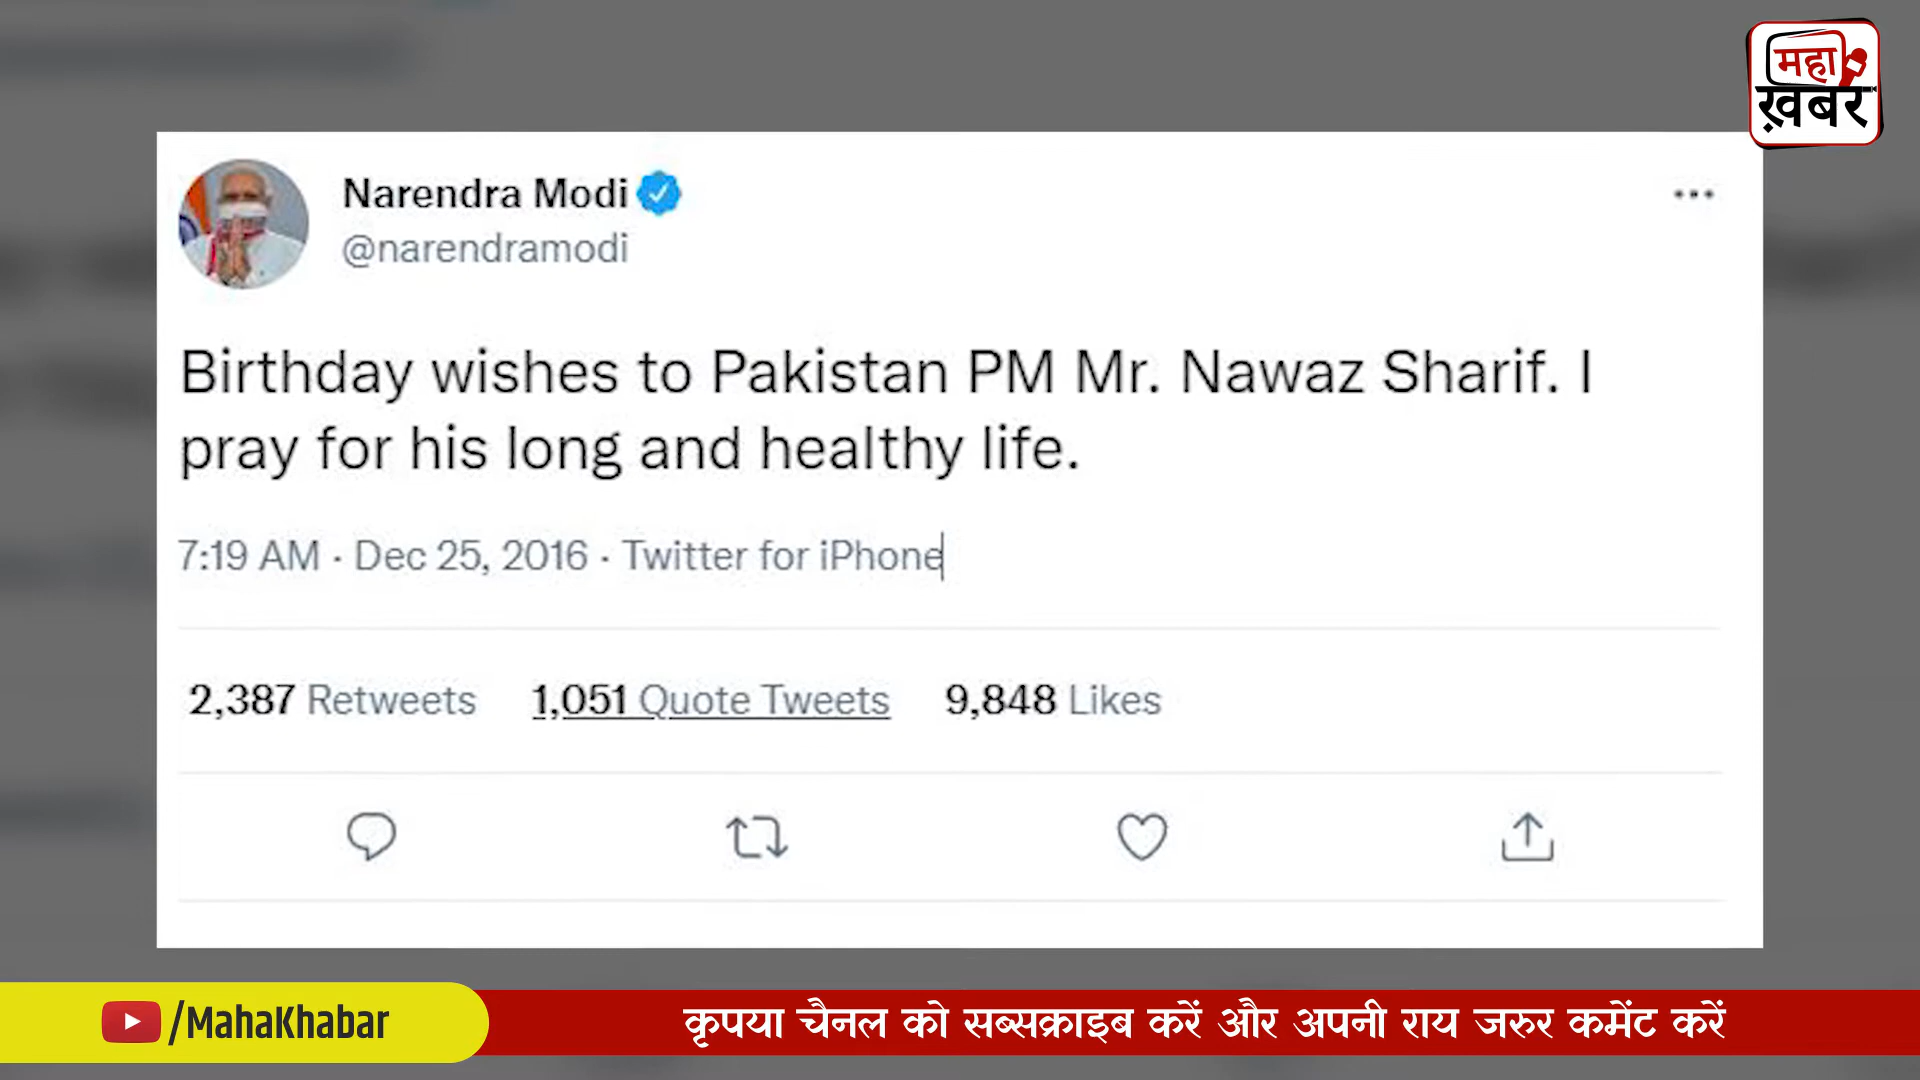 महा
ख़बर
Narendra Modi
@narendramodi
Birthday wishes to Pakistan PM Mr. Nawaz Sharif. I
pray for his long and healthy life.
7:19 AM · Dec 25, 2016 · Twitter for iPhone
2,387 Retweets 1,051 Quote Tweets 9,848 Likes
/MahaKhabar
कृपया चैनल को सब्सक्राइब करें और अपनी राय जरुर कमेंट करें